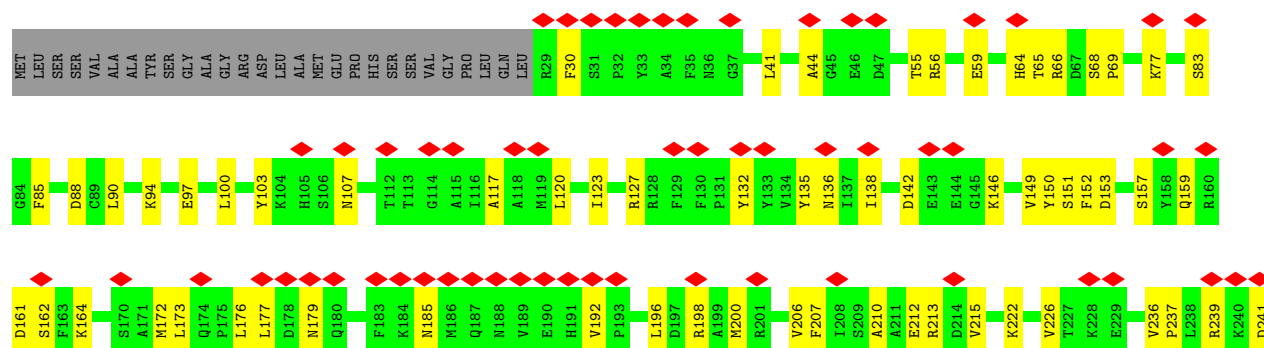 MET LEU SER SER VAL ALA ALA TYR SER GLY ALA GLY ARG ASP LEU ALA MET GLU PRO HIS SER SER VAL GLY PRO LEU GLN LEU R29 F30 S31 P32 Y33 A34 F35 N36 G37 L41 A44 G45 E46 D47 T55 R56 E59 H64 T65 R66 D67 S68 P69 K77 S83
G84 F85 D88 C89 L90 K94 E97 L100 Y103 K104 H105 S106 N107 T112 T113 G114 A115 I116 A117 A118 M119 L120 I123 R127 R128 F129 F130 P131 Y132 Y133 V134 Y135 N136 I137 I138 D142 E143 E144 G145 K146 V149 Y150 S151 F152 D153 S157 Y158 Q159 R160
D161 S162 F163 K164 S170 A171 M172 L173 Q174 P175 L176 L177 D178 N179 Q180 F183 K184 N185 M186 Q187 N188 V189 E190 H191 V192 P193 L196 D197 R198 A199 M200 R201 V206 F207 I208 S209 A210 A211 E212 R213 D214 V215 K222 V226 T227 K228 E229 V236 P237 L238 R239 K240 D241